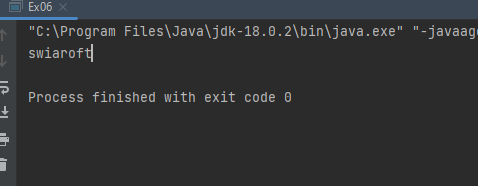 Ex06
"C:\Program Files\Java\jdk-18.0.2\bin\java.exe" "-javaage
swiaroft
Process finished with exit code 0